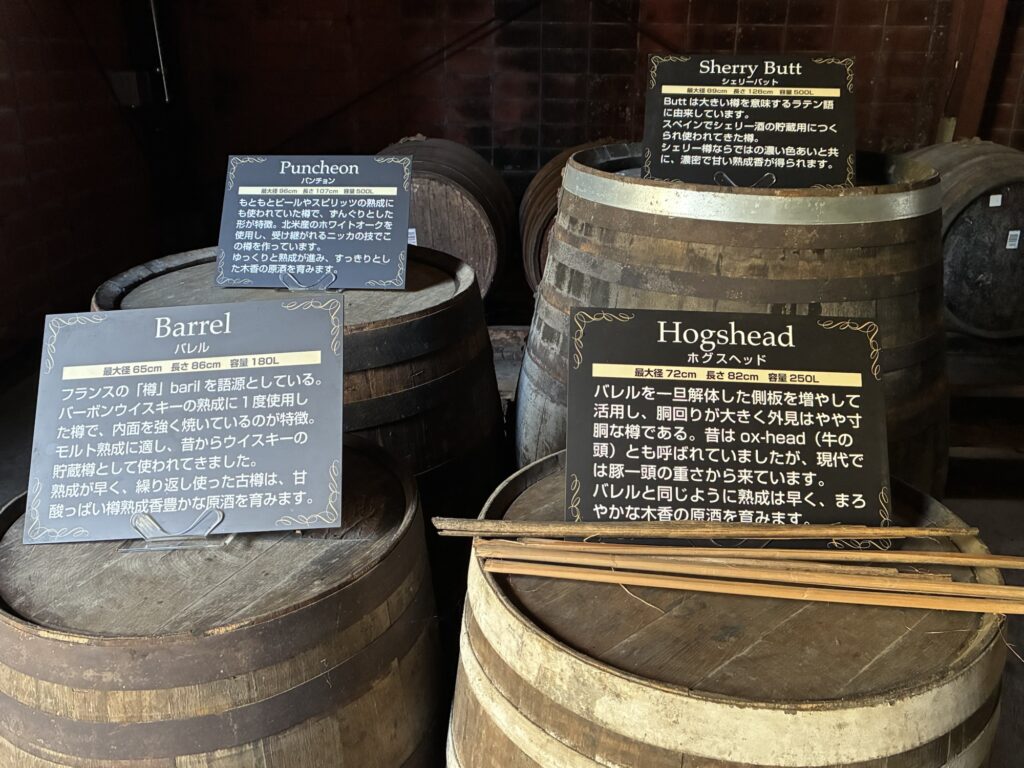 Sherry Butt
シェリーバット
最大径 89cm 長さ 128cm 容量 500L
Butt は大きい樽を意味するラテン語
に由来しています。
スペインでシェリー酒の貯蔵用につく
られ使われてきた樽。
シェリー樽ならではの濃い色あいと共
に、濃密で甘い熟成香が得られます。
Puncheon
パンチョン
最大径 96cm 長さ 107cm 容量 500L
もともとビールやスピリッツの熟成に
も使われていた樽で、ずんぐりとした
形が特徴。北米産のホワイトオークを
使用し、受け継がれるニッカの技でこ
の樽を作っています。
ゆっくりと熟成が進み、すっきりとし
た木香の原酒を育みます。
Barrel
バレル
最大径 65cm 長さ 86cm 容量 180L
フランスの「樽」baril を語源としている。
バーボンウイスキーの熟成に1度使用し
た樽で、内面を強く焼いているのが特徴。
モルト熟成に適し、昔からウイスキーの
貯蔵樽として使われてきました。
熟成が早く、繰り返し使った古樽は、甘
酸っぱい樽熟成香豊かな原酒を育みます。
Hogshead
ホグスヘッド
最大径 72cm 長さ 82cm 容量 250L
バレルを一旦解体した側板を増やして
活用し、胴回りが大きく外見はやや寸
胴な樽である。昔は ox-head（牛の
頭）とも呼ばれていましたが、現代で
は豚一頭の重さから来ています。
バレルと同じように熟成は早く、まろ
やかな木香の原酒を育みます。